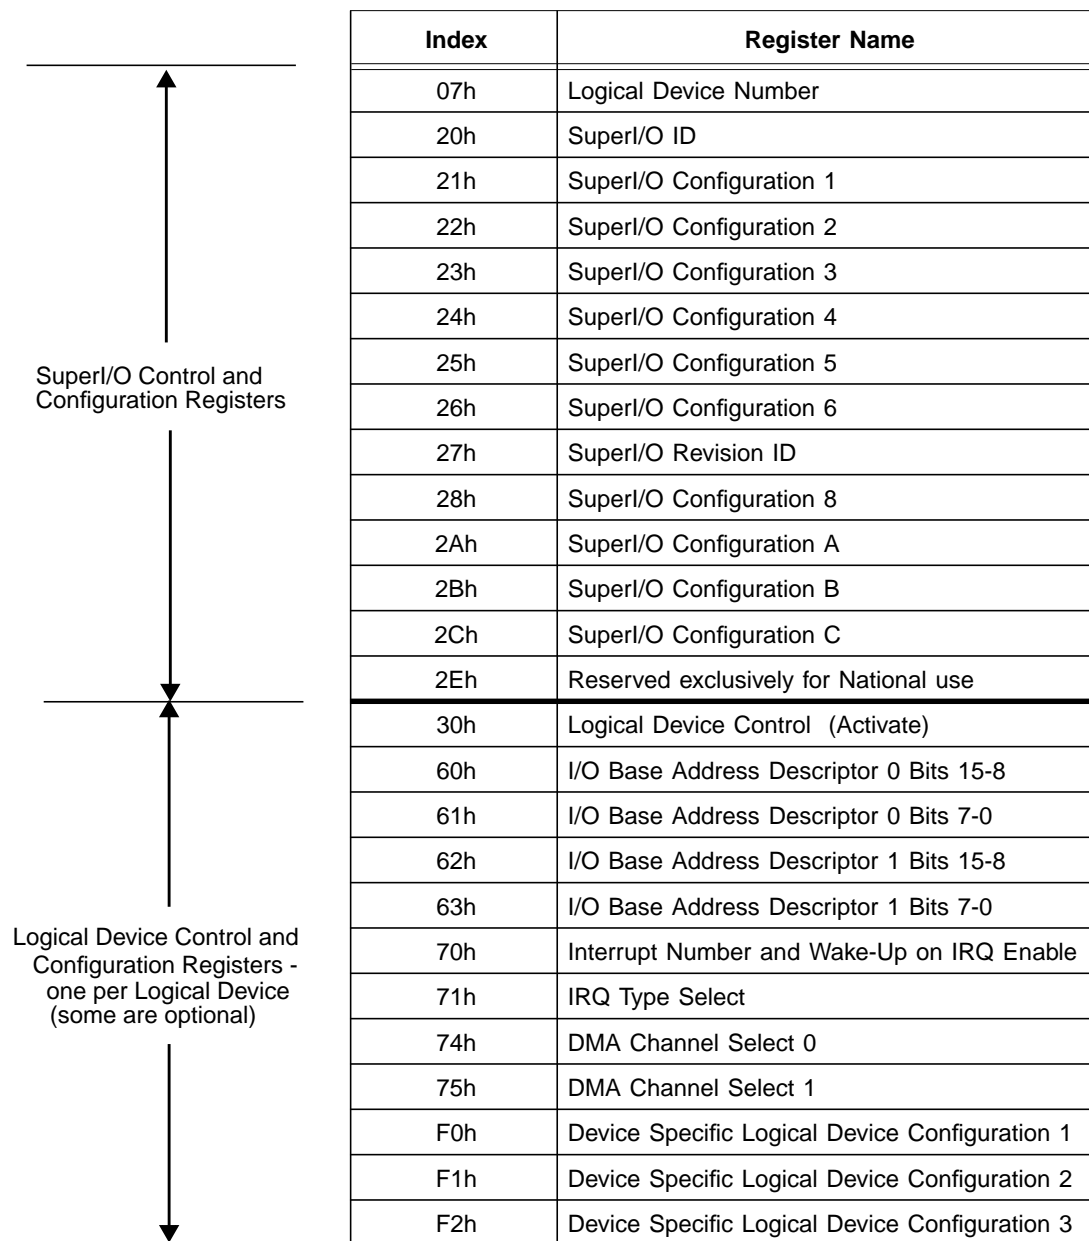 Index Register Name
07h Logical Device Number
20h SuperI/O ID
21h SuperI/O Configuration 1
22h SuperI/O Configuration 2
23h SuperI/O Configuration 3
24h SuperI/O Configuration 4
25h SuperI/O Configuration 5
26h SuperI/O Configuration 6
27h SuperI/O Revision ID
28h SuperI/O Configuration 8
2Ah SuperI/O Configuration A
2Bh SuperI/O Configuration B
2Ch SuperI/O Configuration C
2Eh Reserved exclusively for National use
30h Logical Device Control (Activate)
60h I/O Base Address Descriptor 0 Bits 15-8
61h I/O Base Address Descriptor 0 Bits 7-0
62h I/O Base Address Descriptor 1 Bits 15-8
63h I/O Base Address Descriptor 1 Bits 7-0
70h Interrupt Number and Wake-Up on IRQ Enable
71h IRQ Type Select
74h DMA Channel Select 0
75h DMA Channel Select 1
F0h Device Specific Logical Device Configuration 1
F1h Device Specific Logical Device Configuration 2
F2h Device Specific Logical Device Configuration 3
SuperI/O Control and
Configuration Registers
Logical Device Control and
Configuration Registers -
one per Logical Device
(some are optional)